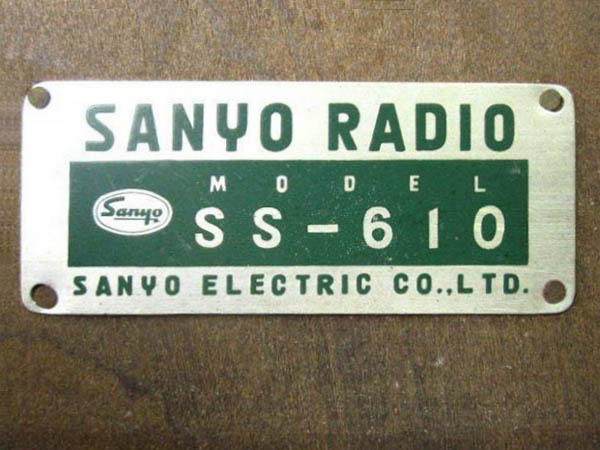 SANYO RADIO
MODEL
Sanyo
SS-610
SANYO ELECTRIC CO.,LTD.